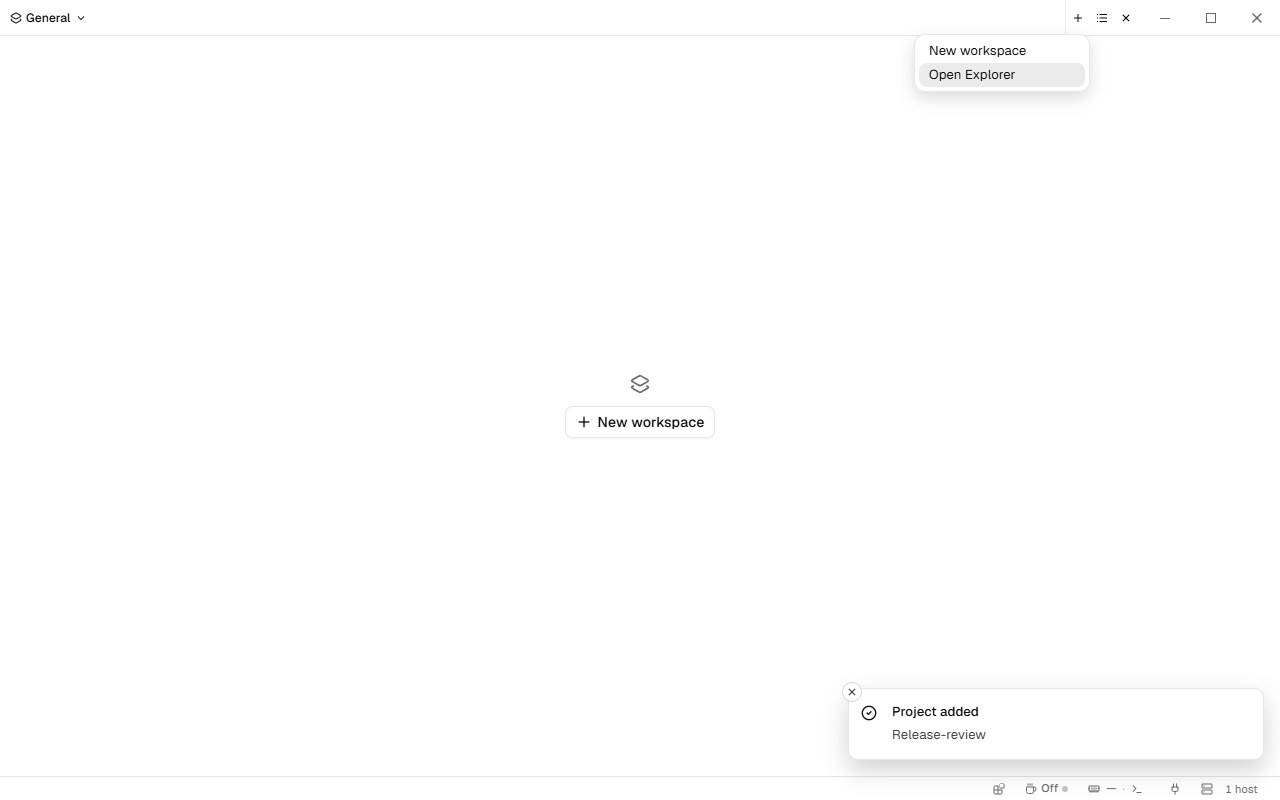 General
New workspace
Open Explorer
New workspace
Project added
Release-review
Off
1 host